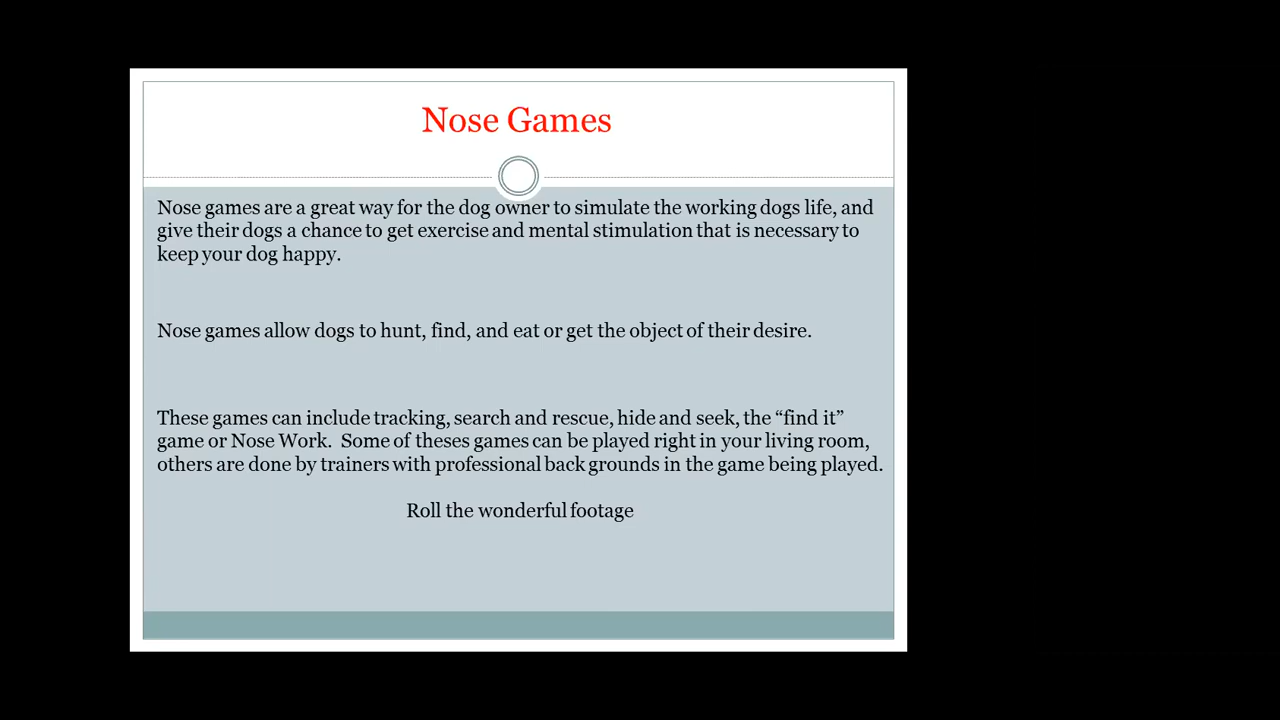 Nose Games
Nose games are a great way for the dog owner to simulate the working dogs life, and
give their dogs a chance to get exercise and mental stimulation that is necessary to
keep your dog happy.
Nose games allow dogs to hunt, find, and eat or get the object of their desire.
These games can include tracking, search and rescue, hide and seek, the “find it”
game or Nose Work.  Some of theses games can be played right in your living room,
others are done by trainers with professional back grounds in the game being played.
Roll the wonderful footage